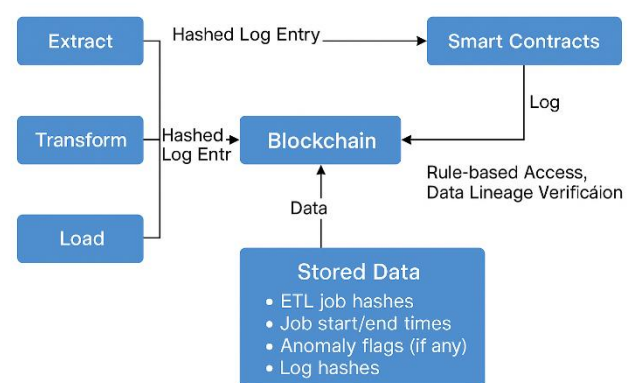 Extract
Hashed Log Entry
Smart Contracts
Log
Transform
Hashed
Log Entr
Blockchain
Rule-based Access,
Data Lineage Verificáion
Data
Load
Stored Data
• ETL job hashes
• Job start/end times
• Anomaly flags (if any)
• Log hashes